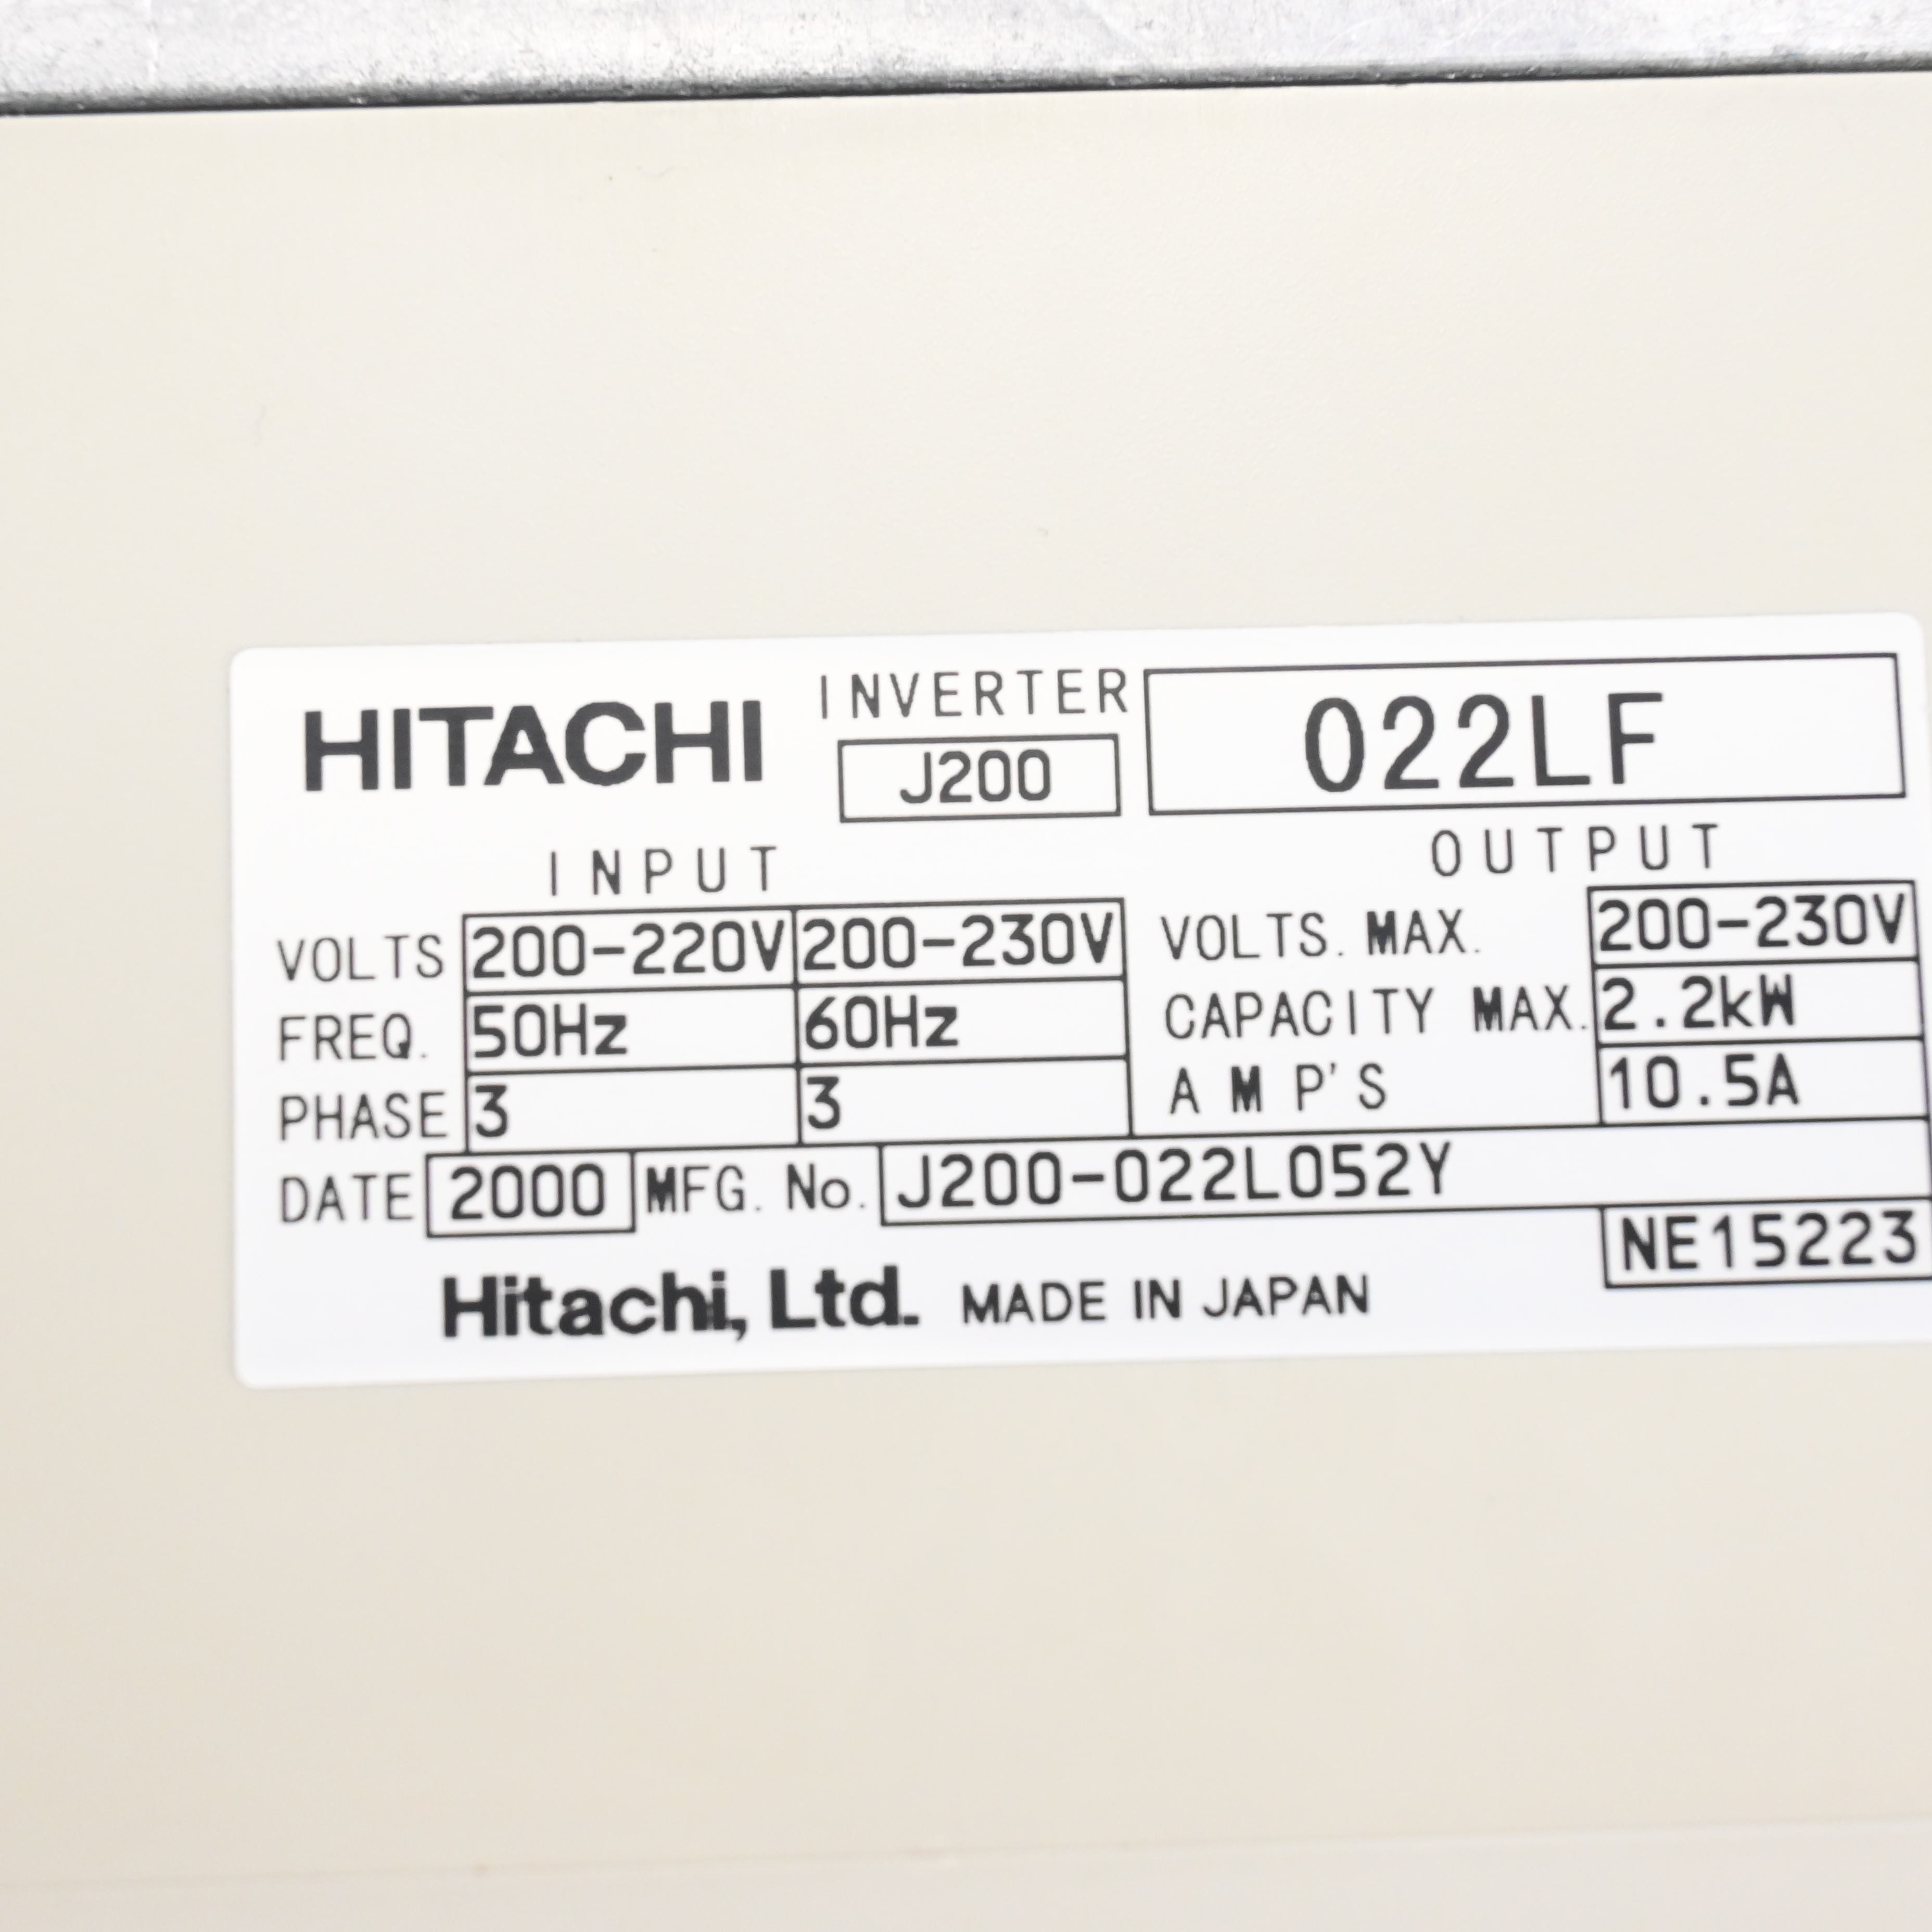 HITACHI INVERTER J200 022LF
INPUT OUTPUT
VOLTS 200-220V 200-230V VOLTS. MAX. 200-230V
FREQ. 50Hz 60Hz CAPACITY MAX. 2.2kW
PHASE 3 3 AMP'S 10.5A
DATE 2000 MFG. No. J200-022L052Y
NE15223
Hitachi, Ltd. MADE IN JAPAN